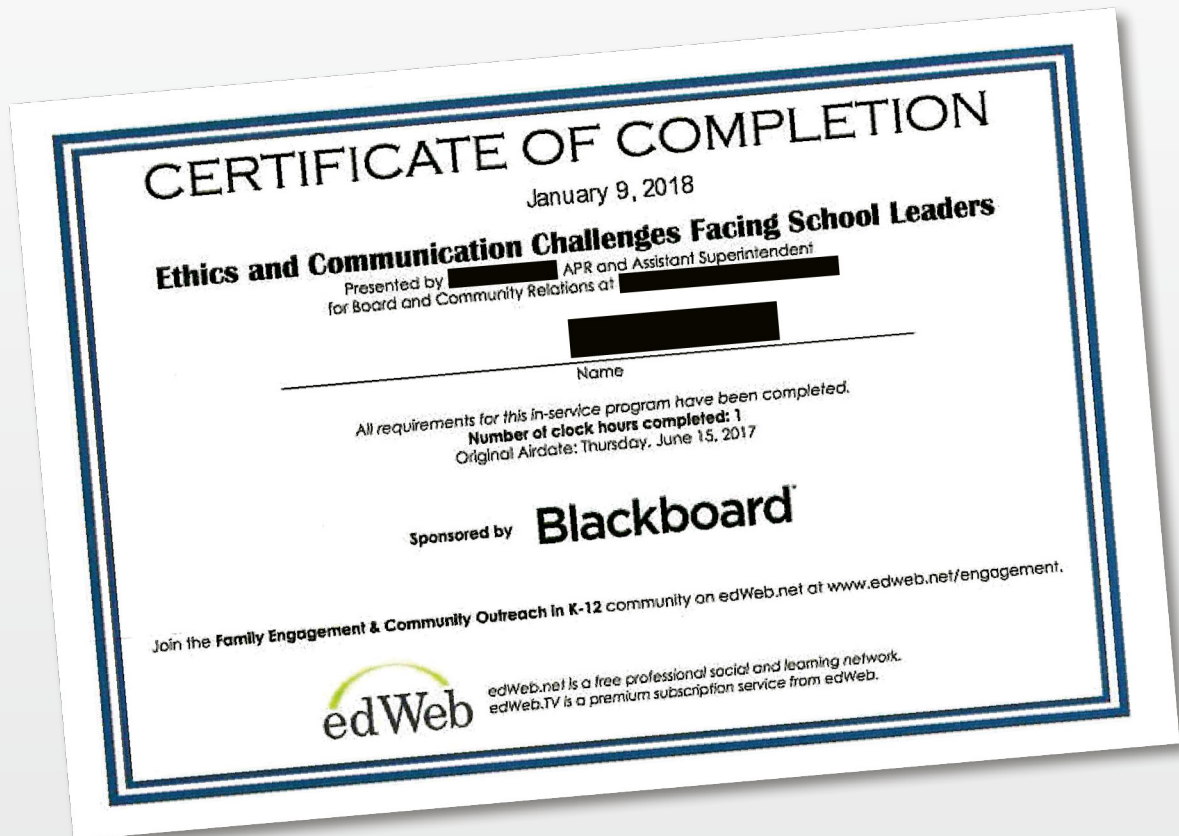 CERTIFICATE OF COMPLETION
January 9, 2018
Ethics and Communication Challenges Facing School Leaders
Presented by APR and Assistant Superintendent
for Board and Community Relations at
Name
All requirements for this in-service program have been completed.
Number of clock hours completed: 1
Original Airdate: Thursday, June 15, 2017
Sponsored by Blackboard
Join the Family Engagement & Community Outreach in K-12 community on edWeb.net at www.edweb.net/engagement.
edWeb
edWeb.net is a free professional social and learning network.
edWeb.TV is a premium subscription service from edWeb.